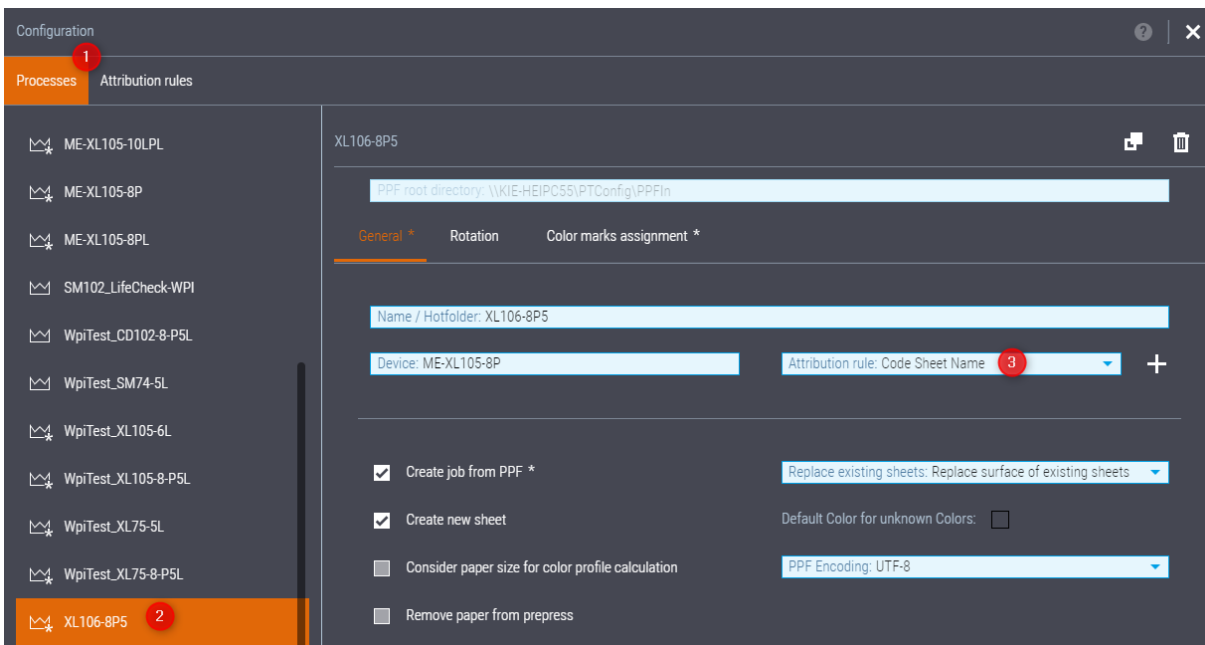 Configuration
1
Processes Attribution rules
ME-XL105-10LPL
ME-XL105-8P
ME-XL105-8PL
SM102_LifeCheck-WPI
WpiTest_CD102-8-P5L
WpiTest_SM74-5L
WpiTest_XL105-6L
WpiTest_XL105-8-P5L
WpiTest_XL75-5L
WpiTest_XL75-8-P5L
XL106-8P5 2
XL106-8P5
PPF root directory: \\KIE-HEIPC55\PTConfig\PPFIn
General * Rotation Color marks assignment *
Name / Hotfolder: XL106-8P5
Device: ME-XL105-8P Attribution rule: Code Sheet Name 3
Create job from PPF * Replace existing sheets: Replace surface of existing sheets
Create new sheet Default Color for unknown Colors:
Consider paper size for color profile calculation PPF Encoding: UTF-8
Remove paper from prepress